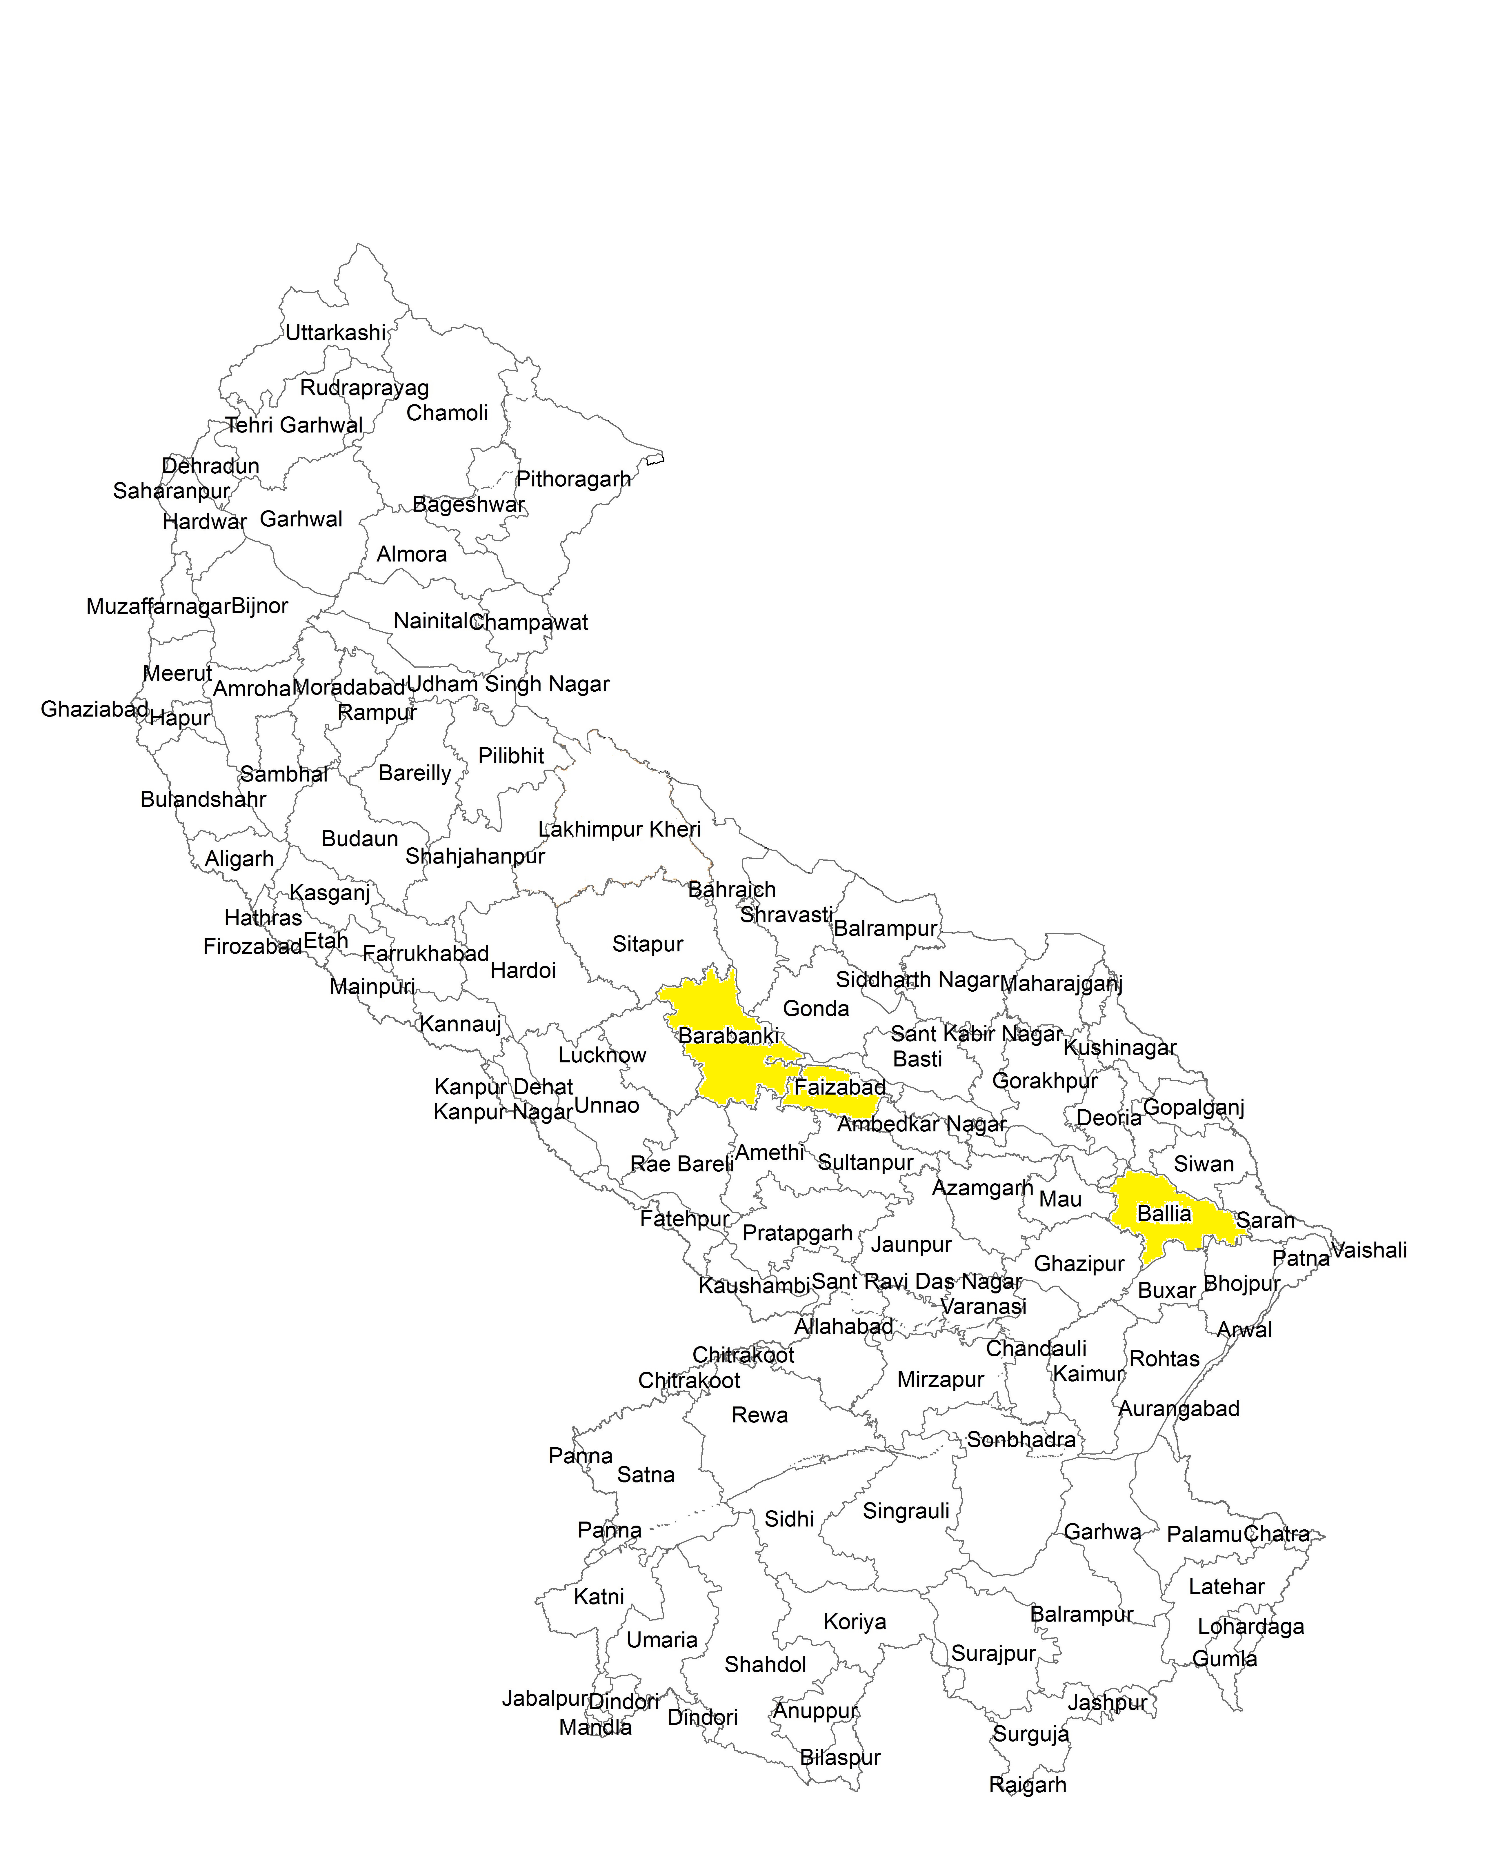 Uttarkashi
Rudraprayag
Chamoli
Tehri Garhwal
Dehradun
Pithoragarh
Saharanpur
Bageshwar
Hardwar
Garhwal
Almora
Muzaffarnagar
Bijnor
Nainital
Champawat
Meerut
Amroha
Moradabad
Udham Singh Nagar
Ghaziabad
Hapur
Rampur
Pilibhit
Sambhal
Bareilly
Bulandshahr
Lakhimpur Kheri
Budaun
Aligarh
Shahjahanpur
Kasganj
Bahraich
Hathras
Shravasti
Balrampur
Firozabad
Etah
Farrukhabad
Sitapur
Hardoi
Mainpuri
Siddharth Nagar
Maharajganj
Gonda
Kannauj
Barabanki
Sant Kabir Nagar
Kushinagar
Lucknow
Basti
Gorakhpur
Kanpur Dehat
Faizabad
Kanpur Nagar
Unnao
Gopalganj
Deoria
Ambedkar Nagar
Amethi
Rae Bareli
Sultanpur
Siwan
Azamgarh
Mau
Fatehpur
Ballia
Saran
Pratapgarh
Jaunpur
Vaishali
Patna
Ghazipur
Kaushambi
Sant Ravi Das Nagar
Bhojpur
Buxar
Varanasi
Allahabad
Arwal
Chandauli
Chitrakoot
Rohtas
Kaimur
Chitrakoot
Mirzapur
Aurangabad
Rewa
Sonbhadra
Panna
Satna
Singrauli
Sidhi
Panna
Garhwa
Palamu
Chatra
Latehar
Katni
Balrampur
Koriya
Lohardaga
Umaria
Surajpur
Gumla
Shahdol
Jabalpur
Dindori
Jashpur
Anuppur
Dindori
Mandla
Surguja
Bilaspur
Raigarh